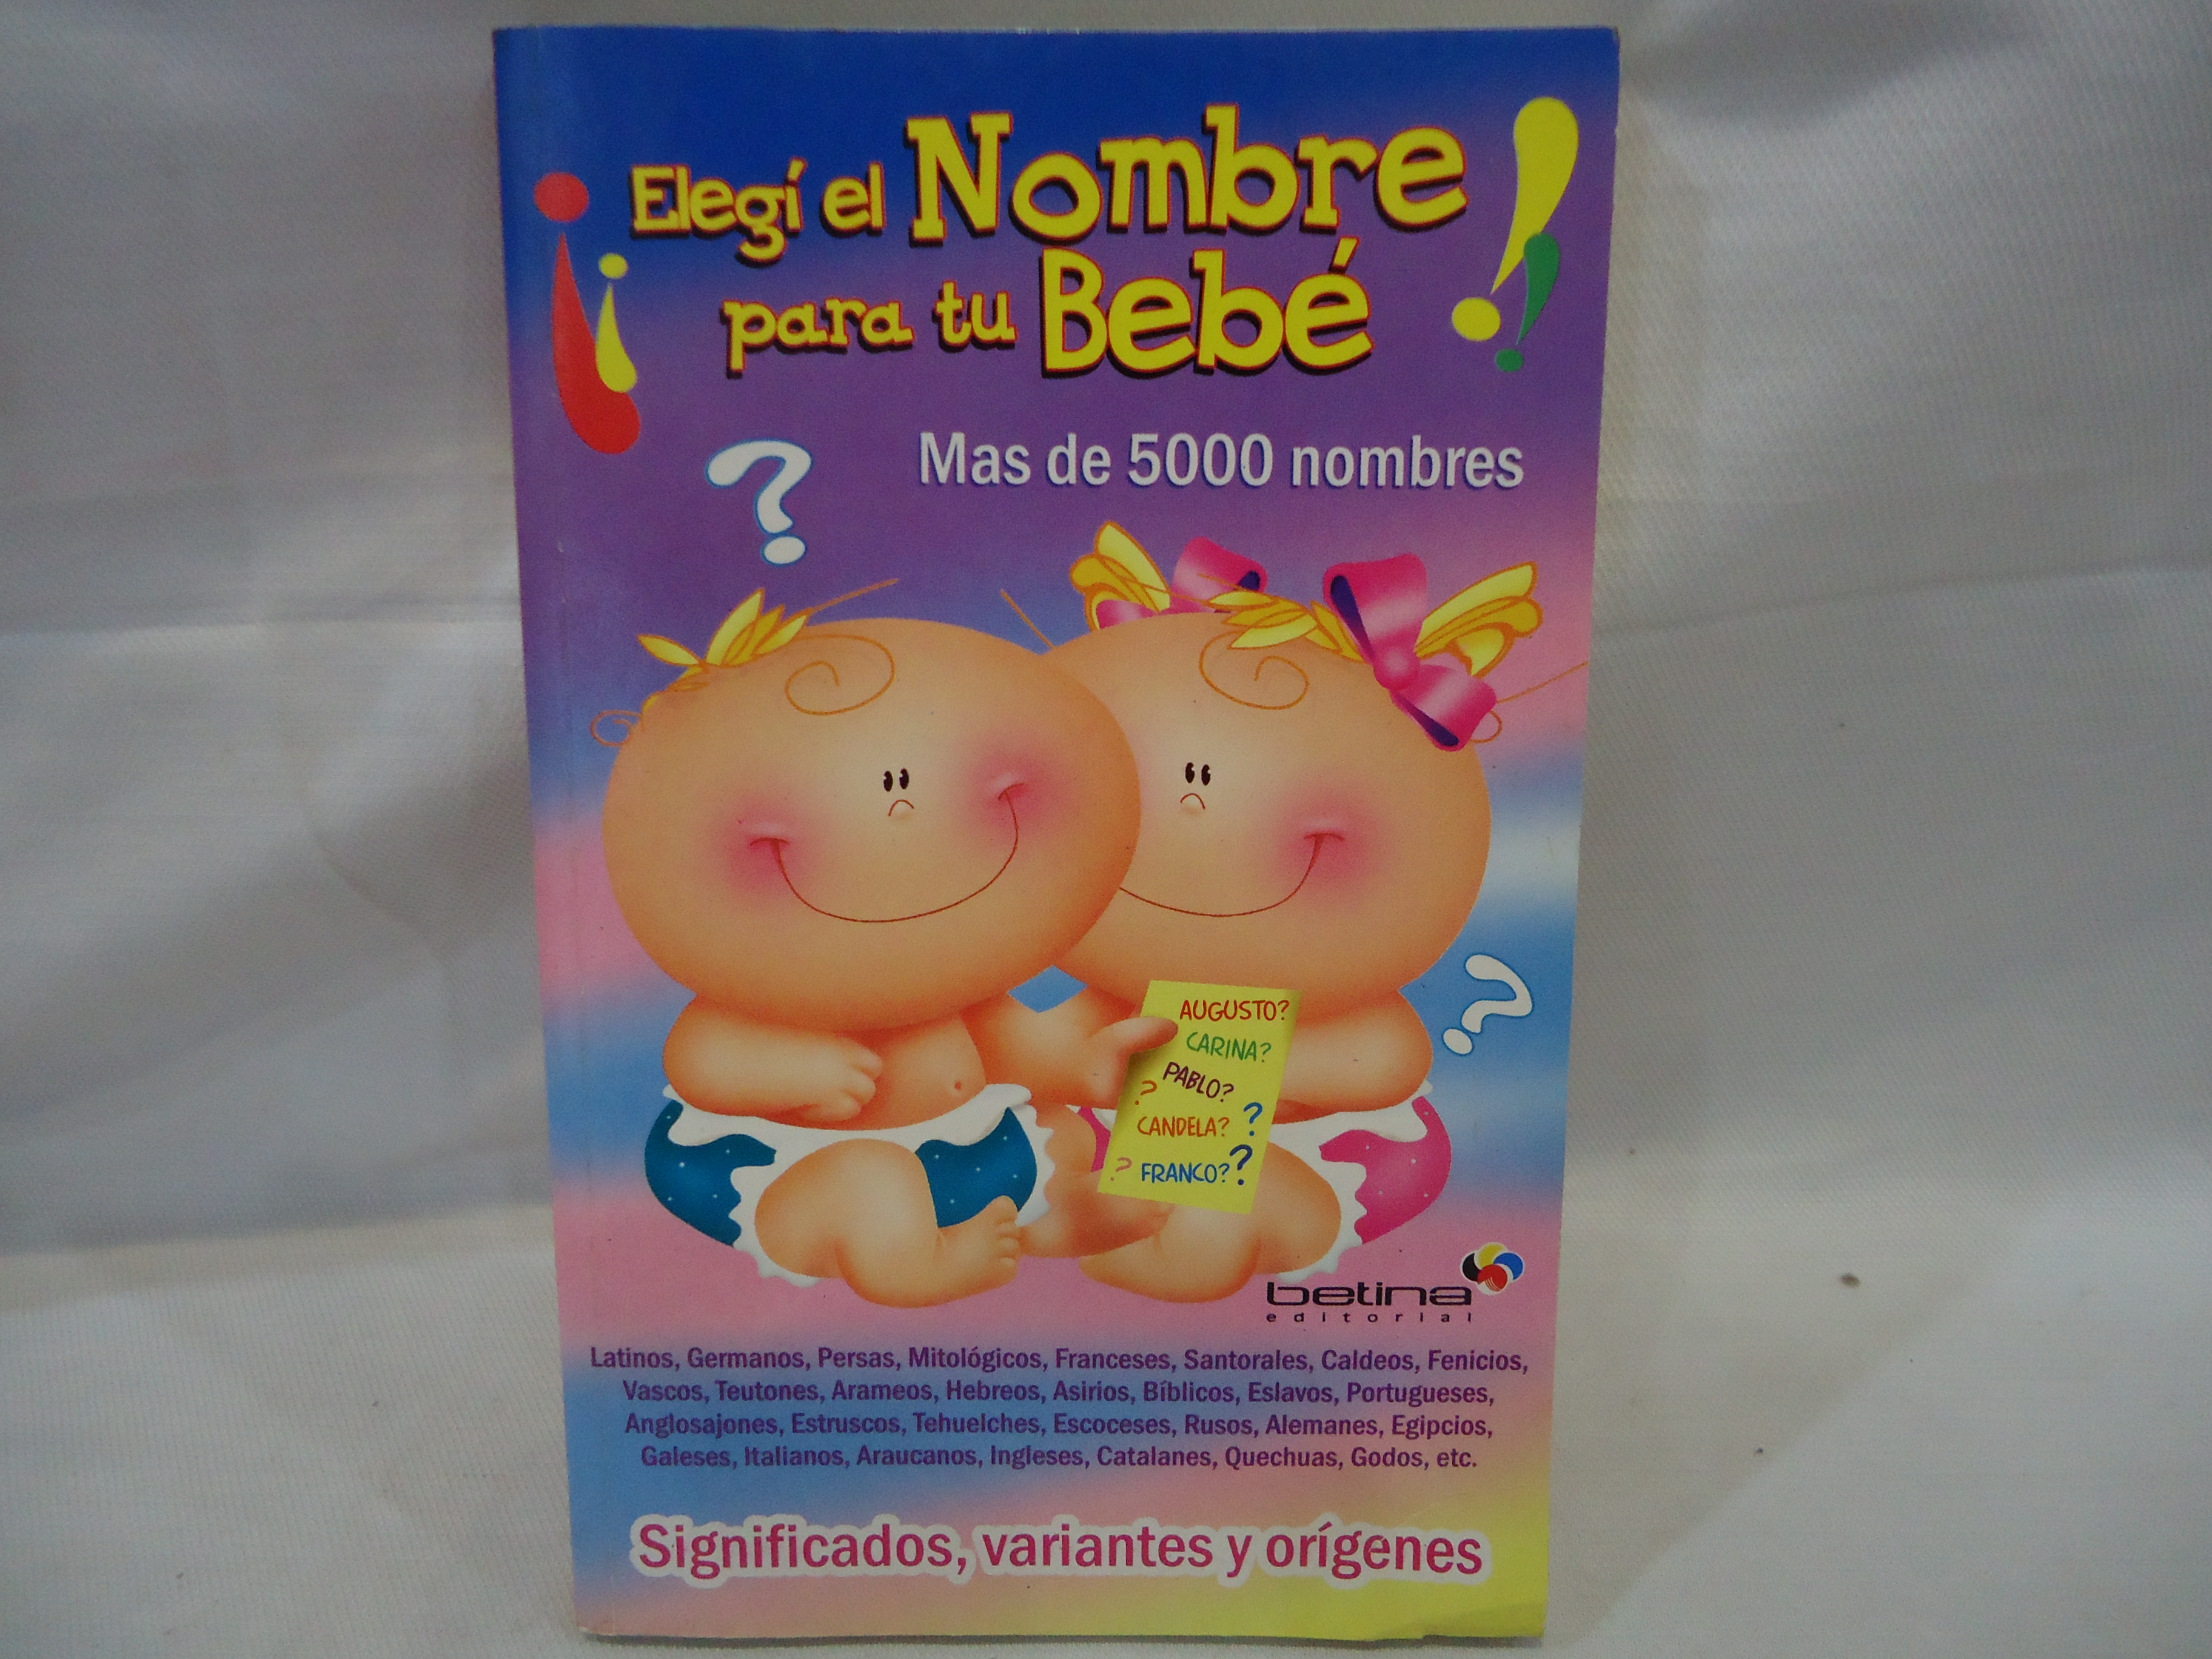 ¡¡Elegí el Nombre
para tu Bebé!!
Mas de 5000 nombres
?
AUGUSTO?
CARINA?
PABLO?
?
CANDELA? ?
? FRANCO? ?
?
betina
editorial
Latinos, Germanos, Persas, Mitológicos, Franceses, Santorales, Caldeos, Fenicios,
Vascos, Teutones, Arameos, Hebreos, Asirios, Bíblicos, Eslavos, Portugueses,
Anglosajones, Estruscos, Tehuelches, Escoceses, Rusos, Alemanes, Egipcios,
Galeses, Italianos, Araucanos, Ingleses, Catalanes, Quechuas, Godos, etc.
Significados, variantes y orígenes